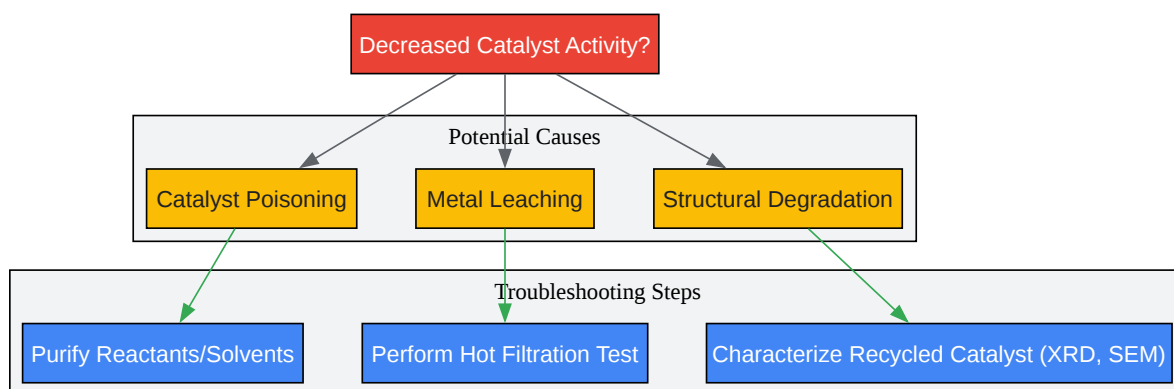 Decreased Catalyst Activity?
Potential Causes
Catalyst Poisoning
Metal Leaching
Structural Degradation
Troubleshooting Steps
Purify Reactants/Solvents
Perform Hot Filtration Test
Characterize Recycled Catalyst (XRD, SEM)